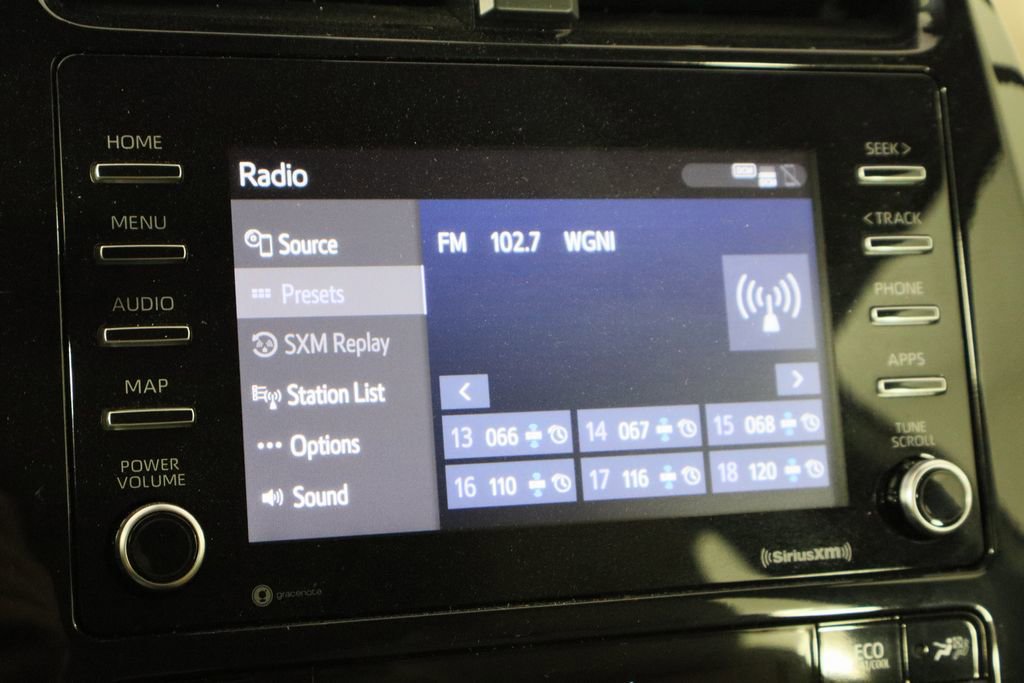 HOME
MENU
AUDIO
MAP
POWER
VOLUME
Radio
DCM
Source
Presets
SXM Replay
Station List
Options
Sound
FM 102.7 WGNI
<
>
13 066
14 067
15 068
16 110
17 116
18 120
SEEK >
< TRACK
PHONE
APPS
TUNE
SCROLL
gracenote
SiriusXM
ECO